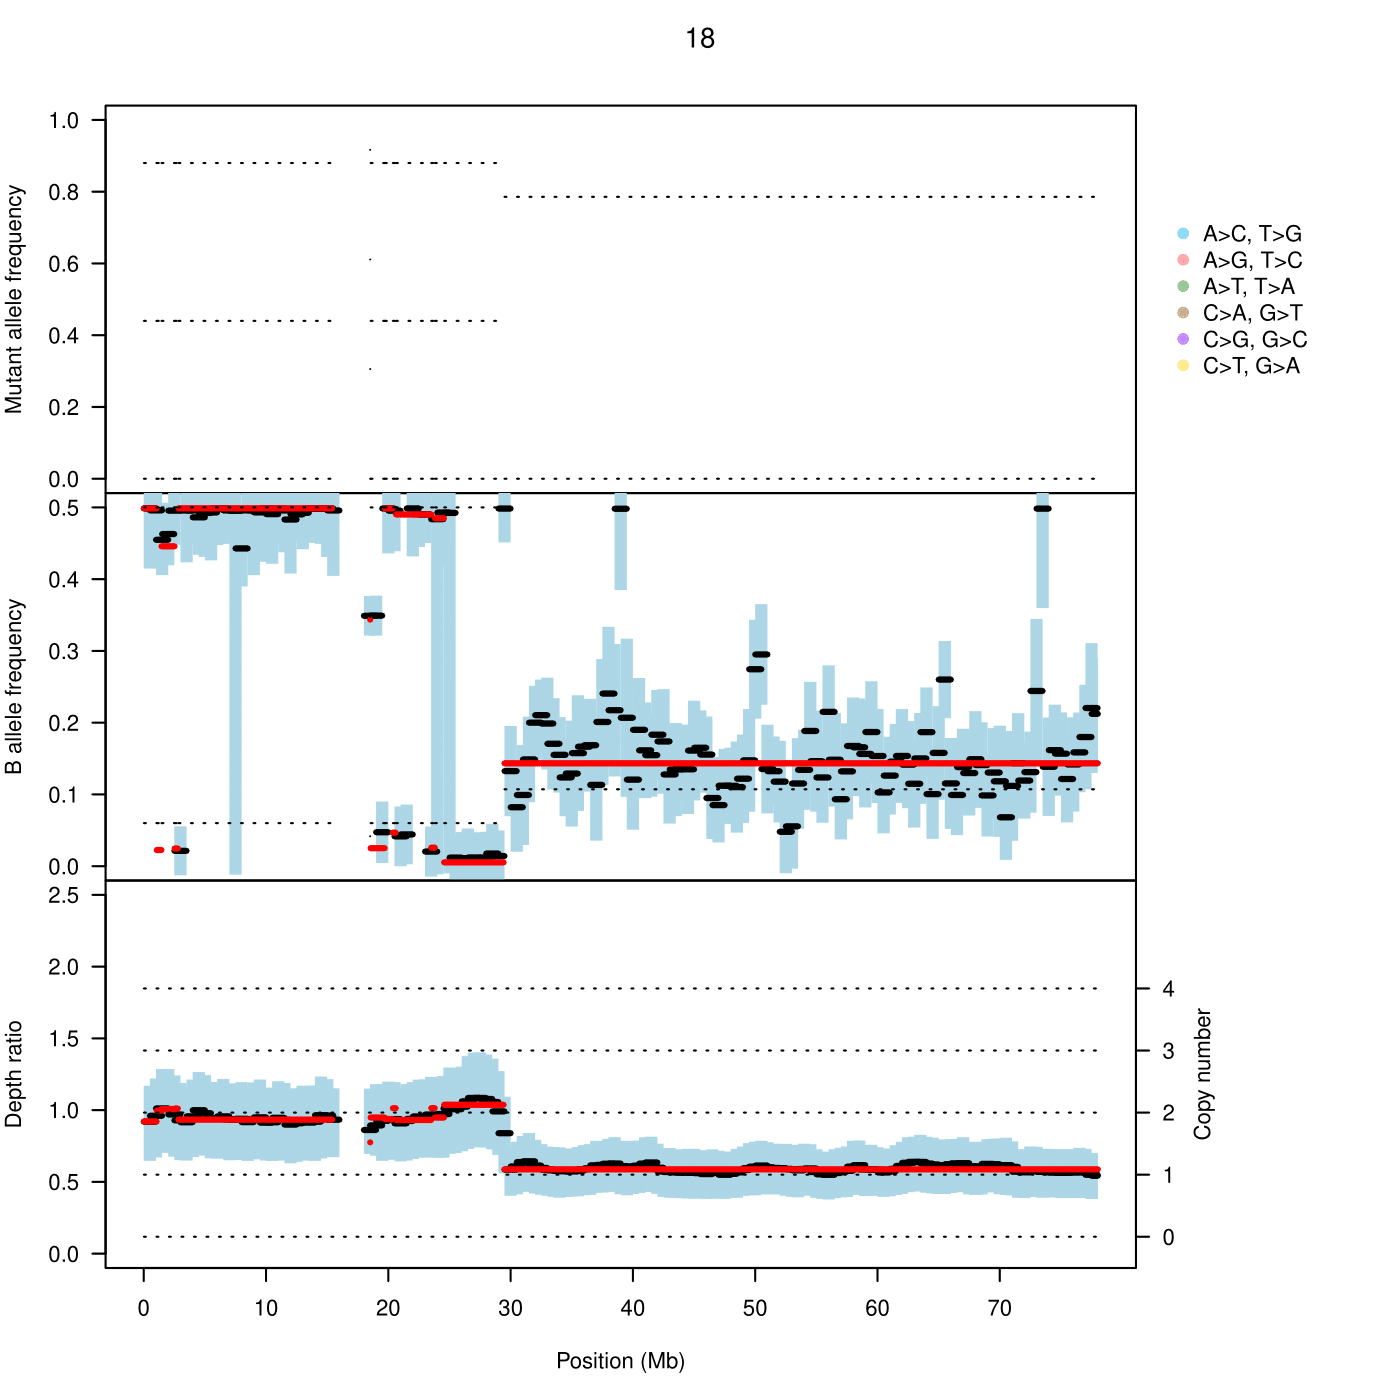 18
Mutant allele frequency
1.0
0.8
0.6
0.4
0.2
0.0
A>C, T>G
A>G, T>C
A>T, T>A
C>A, G>T
C>G, G>C
C>T, G>A
B allele frequency
0.5
0.4
0.3
0.2
0.1
0.0
Depth ratio
2.5
2.0
1.5
1.0
0.5
0.0
4
3
2
1
0
Copy number
0 10 20 30 40 50 60 70
Position (Mb)